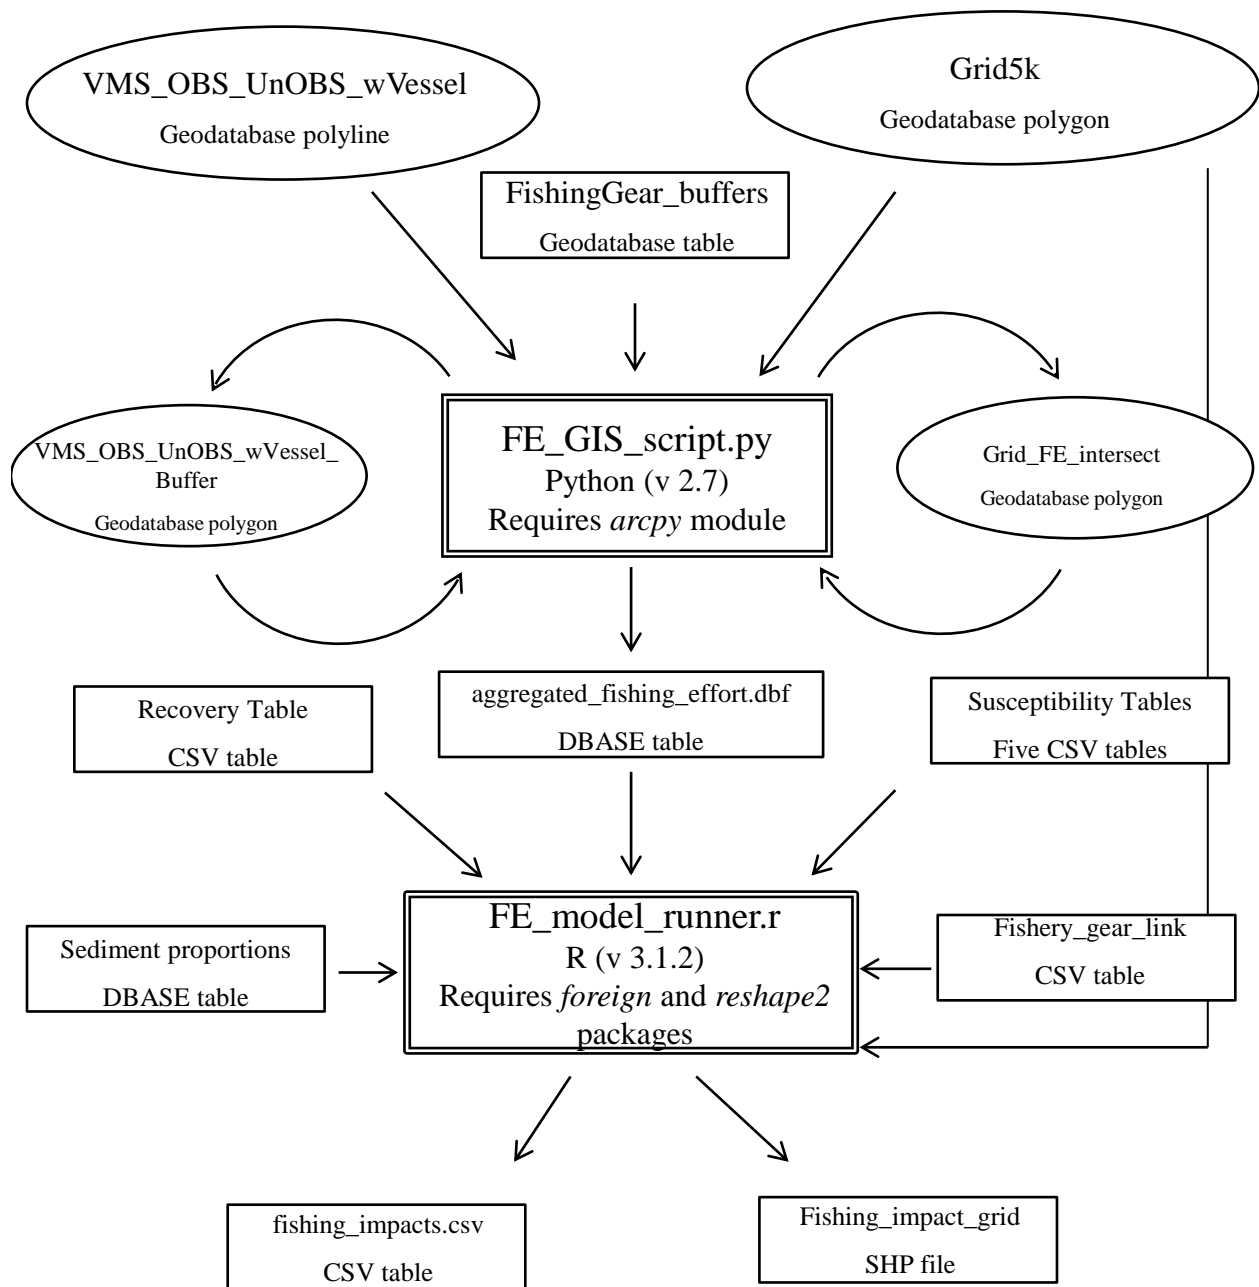 VMS_OBS_UnOBS_wVessel
Geodatabase polyline
Grid5k
Geodatabase polygon
FishingGear_buffers
Geodatabase table
VMS_OBS_UnOBS_wVessel_
Buffer
Geodatabase polygon
FE_GIS_script.py
Python (v 2.7)
Requires arcpy module
Grid_FE_intersect
Geodatabase polygon
Recovery Table
CSV table
aggregated_fishing_effort.dbf
DBASE table
Susceptibility Tables
Five CSV tables
Sediment proportions
DBASE table
FE_model_runner.r
R (v 3.1.2)
Requires foreign and reshape2
packages
Fishery_gear_link
CSV table
fishing_impacts.csv
CSV table
Fishing_impact_grid
SHP file